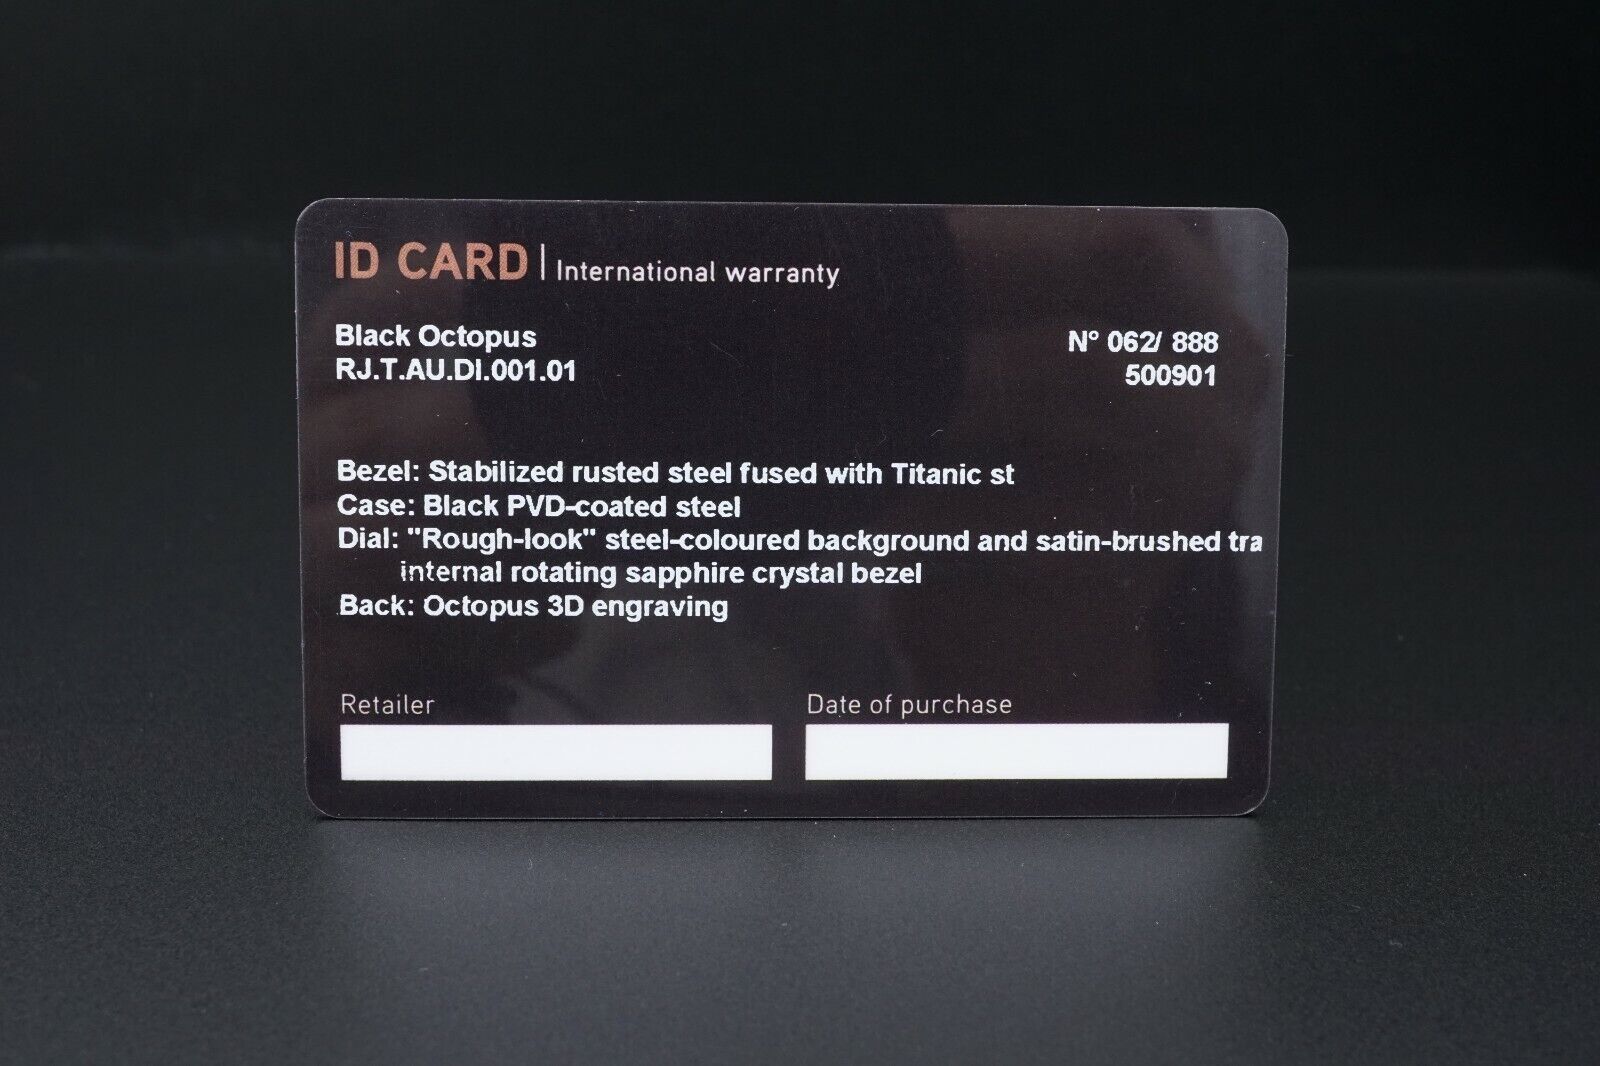 ID CARD | International warranty
Black Octopus
N° 062/ 888
RJ.T.AU.DI.001.01
500901
Bezel: Stabilized rusted steel fused with Titanic st
Case: Black PVD-coated steel
Dial: "Rough-look" steel-coloured background and satin-brushed tra
internal rotating sapphire crystal bezel
Back: Octopus 3D engraving
Retailer
Date of purchase